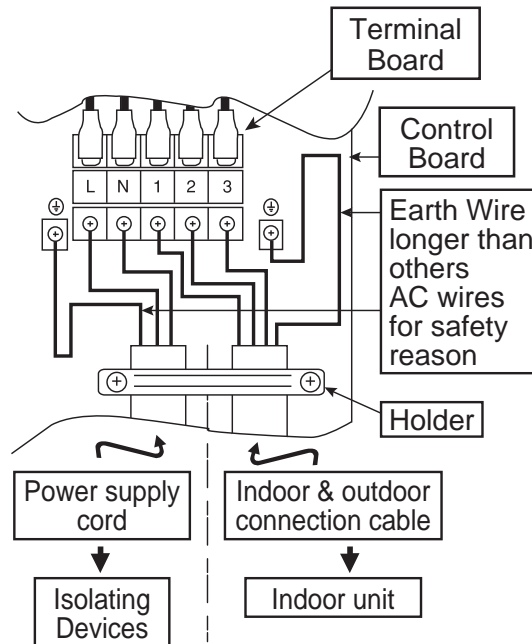 Terminal
Board
Control
Board
L N 1 2 3
Earth Wire
longer than
others
AC wires
for safety
reason
Holder
Power supply
cord
Indoor & outdoor
connection cable
Isolating
Devices
Indoor unit